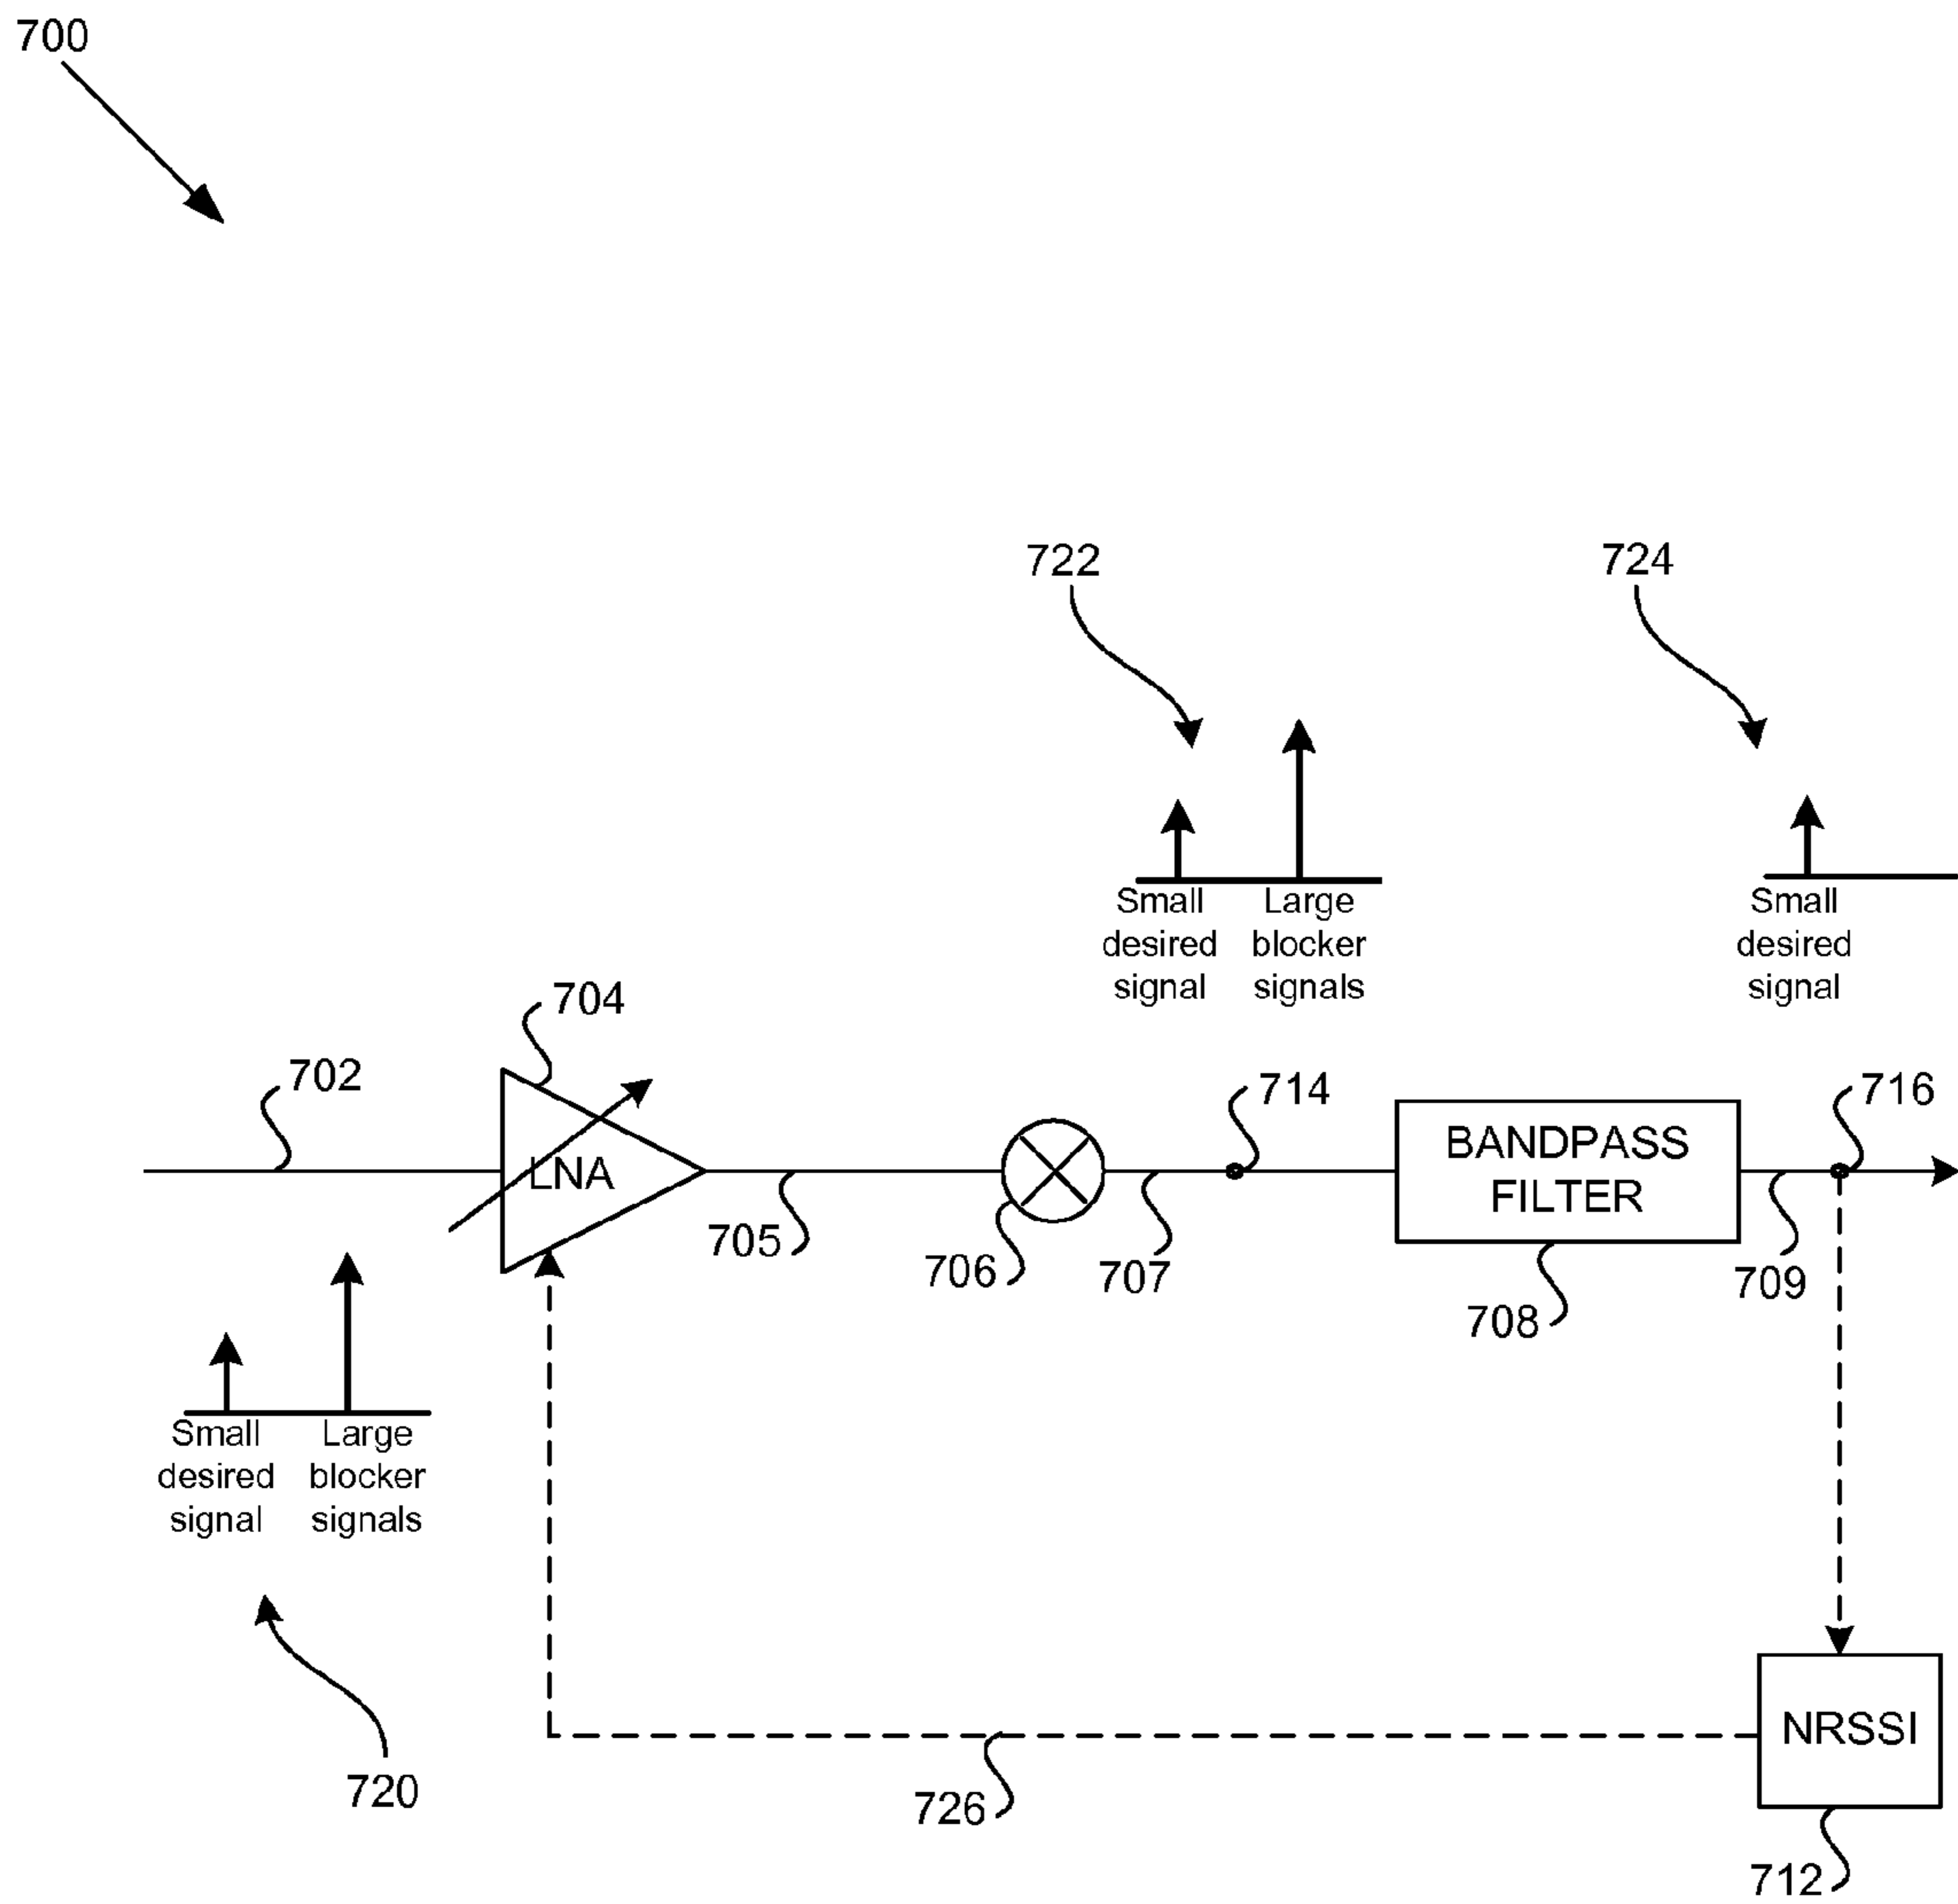 700
722
724
Small
desired
signal
Large
blocker
signals
Small
desired
signal
704
702
714
716
LNA
BANDPASS
FILTER
705
706
707
708
709
Small
desired
signal
Large
blocker
signals
720
726
NRSSI
712